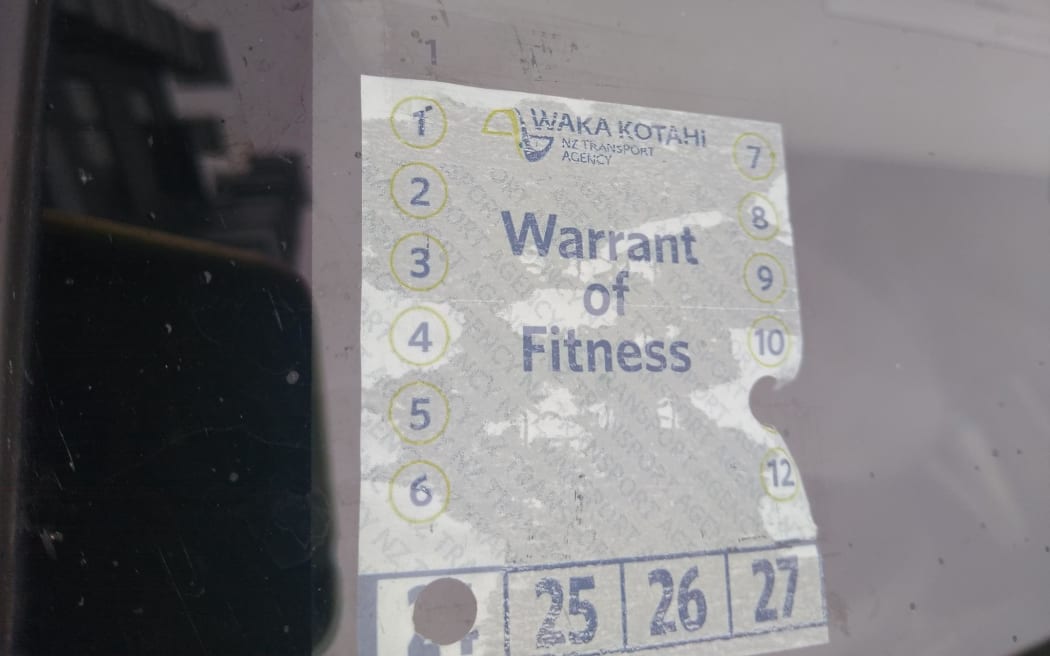 1
1
WAKA KOTAHI
NZ TRANSPORT
AGENCY
7
2
8
Warrant
of
Fitness
3
9
4
10
5
6
12
25 26 27